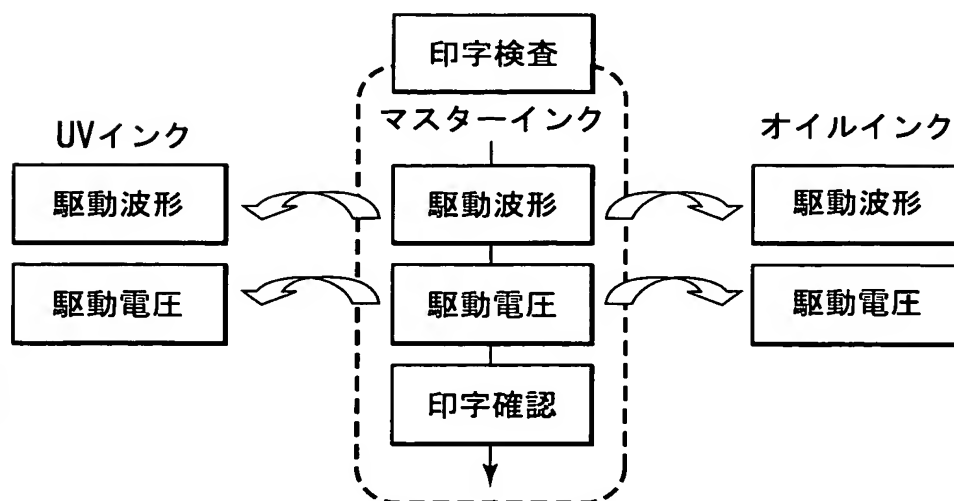 印字検査
マスターインク
UVインク
オイルインク
駆動波形
駆動波形
駆動波形
駆動電圧
駆動電圧
駆動電圧
印字確認